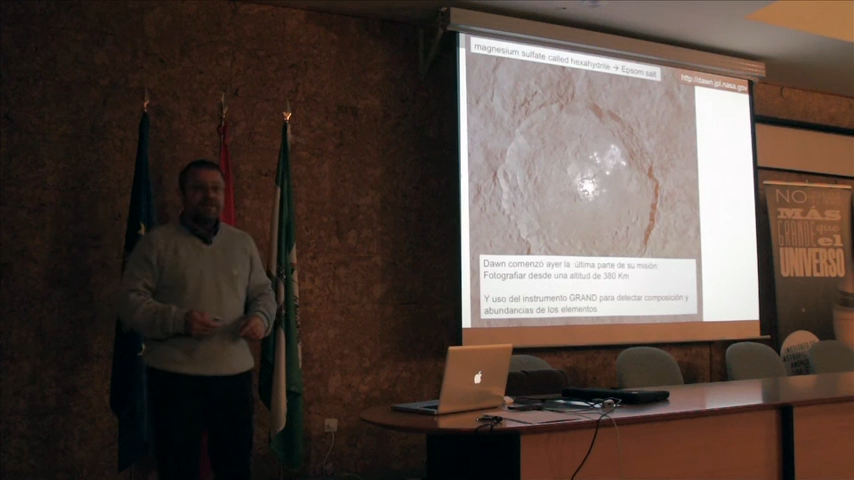 magnesium sulfate called hexahydrite → Epsom salt
http://dawn.jpl.nasa.gov
Dawn comenzó ayer la última parte de su misión
Fotografiar desde una altitud de 380 Km
Y uso del instrumento GRAND para detectar composición y
abundancias de los elementos
NO
MÁS
GRANDE que
el
UNIVERSO